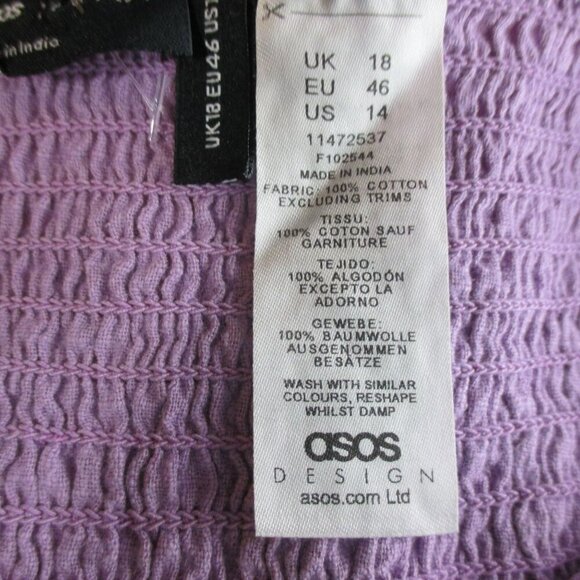 in India
UK18 EU46 US1
UK 18
EU 46
US 14
11472537
F102544
MADE IN INDIA
FABRIC: 100% COTTON
EXCLUDING TRIMS
TISSU:
100% COTON SAUF
GARNITURE
TEJIDO:
100% ALGODÓN
EXCEPTO LA
ADORNO
GEWEBE:
100% BAUMWOLLE
AUSGENOMMEN
BESÄTZE
WASH WITH SIMILAR
COLOURS, RESHAPE
WHILST DAMP
asos
DESIGN
asos.com Ltd